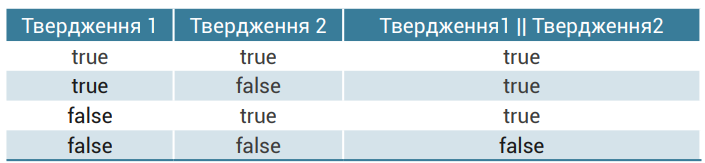 Твердження 1 Твердження 2 Твердження1 || Твердження2
true true true
true false true
false true true
false false false